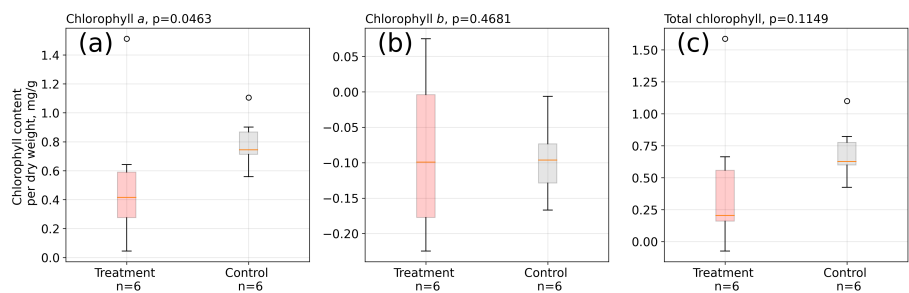 Chlorophyll a, p=0.0463
(a)
Chlorophyll content
per dry weight, mg/g
1.4
1.2
1.0
0.8
0.6
0.4
0.2
0.0
Treatment
n=6
Control
n=6
Chlorophyll b, p=0.4681
(b)
0.05
0.00
−0.05
−0.10
−0.15
−0.20
Treatment
n=6
Control
n=6
Total chlorophyll, p=0.1149
(c)
1.50
1.25
1.00
0.75
0.50
0.25
0.00
Treatment
n=6
Control
n=6